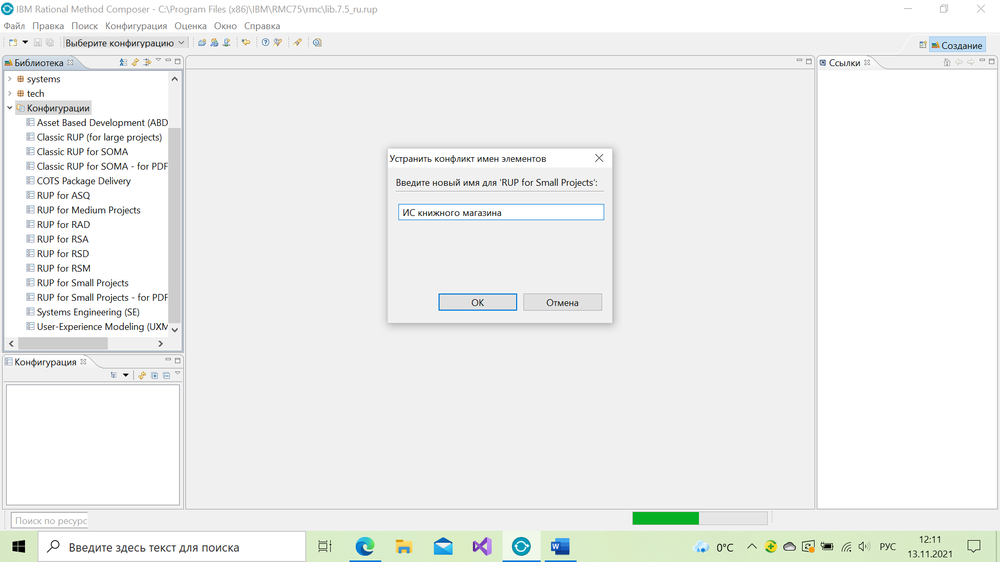 IBM Rational Method Composer - C:\Program Files (x86)\IBM\RMC75\rmc\lib.7.5_ru.rup
Файл Правка Поиск Конфигурация Оценка Окно Справка
Выберите конфигурацию
Создание
Библиотека
systems
tech
Конфигурации
Asset Based Development (ABD
Classic RUP (for large projects)
Classic RUP for SOMA
Classic RUP for SOMA - for PDF
COTS Package Delivery
RUP for ASQ
RUP for Medium Projects
RUP for RAD
RUP for RSA
RUP for RSD
RUP for RSM
RUP for Small Projects
RUP for Small Projects - for PDF
Systems Engineering (SE)
User-Experience Modeling (UXM
Конфигурация
Ссылки
Устранить конфликт имен элементов
Введите новый имя для 'RUP for Small Projects':
ИС книжного магазина
OK
Отмена
Поиск по ресурс
Введите здесь текст для поиска
0°C
РУС
12:11
13.11.2021